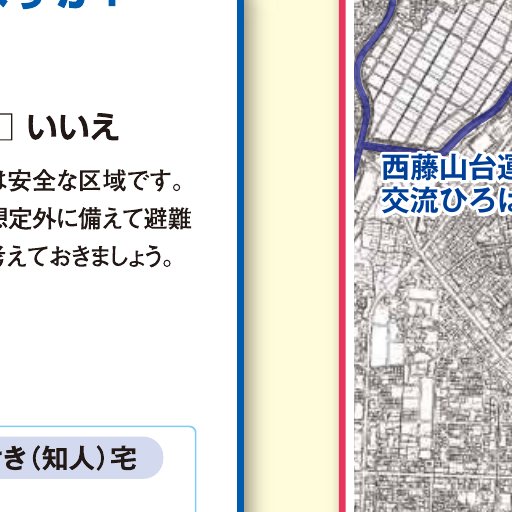 □ いいえ
は安全な区域です。
想定外に備えて避難
考えておきましょう。
き（知人）宅
西藤山台運
交流ひろば